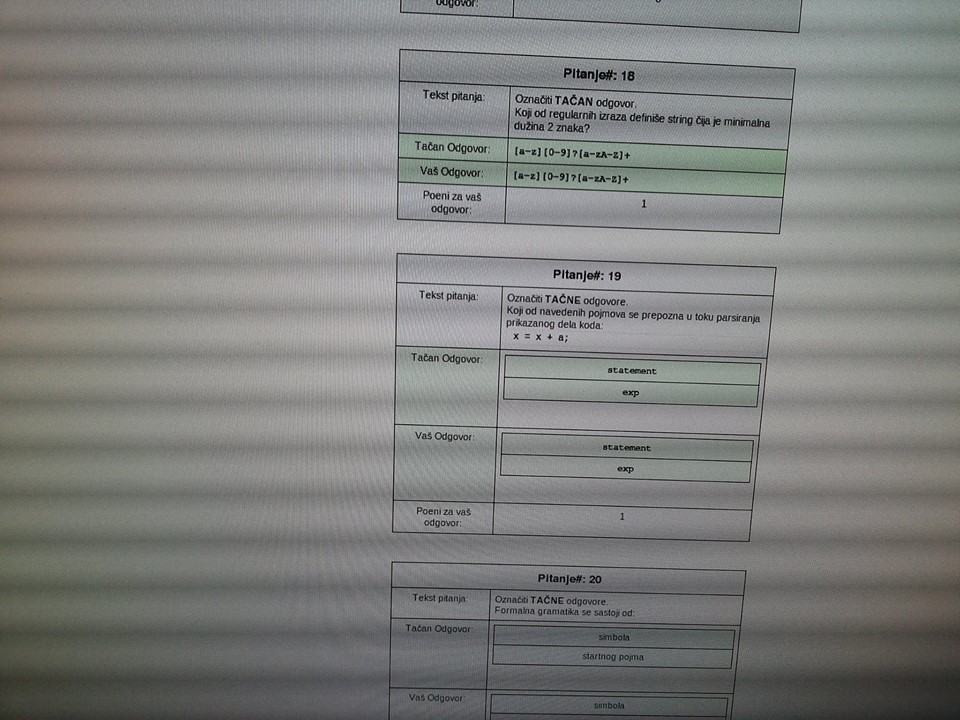 odgovor:
Pitanje#: 18
Tekst pitanja:
Označiti TAČAN odgovor.
Koji od regularnih izraza definiše string čija je minimalna
dužina 2 znaka?
Tačan Odgovor:
[a-z][0-9]?[a-zA-Z]+
Vaš Odgovor:
[a-z][0-9]?[a-zA-Z]+
Poeni za vaš
odgovor:
1
Pitanje#: 19
Tekst pitanja:
Označiti TAČNE odgovore.
Koji od navedenih pojmova se prepozna u toku parsiranja
prikazanog dela koda:
x = x + a;
Tačan Odgovor:
statement
exp
Vaš Odgovor:
statement
exp
Poeni za vaš
odgovor:
1
Pitanje#: 20
Tekst pitanja:
Označiti TAČNE odgovore.
Formalna gramatika se sastoji od:
Tačan Odgovor:
simbola
startnog pojma
Vaš Odgovor:
simbola